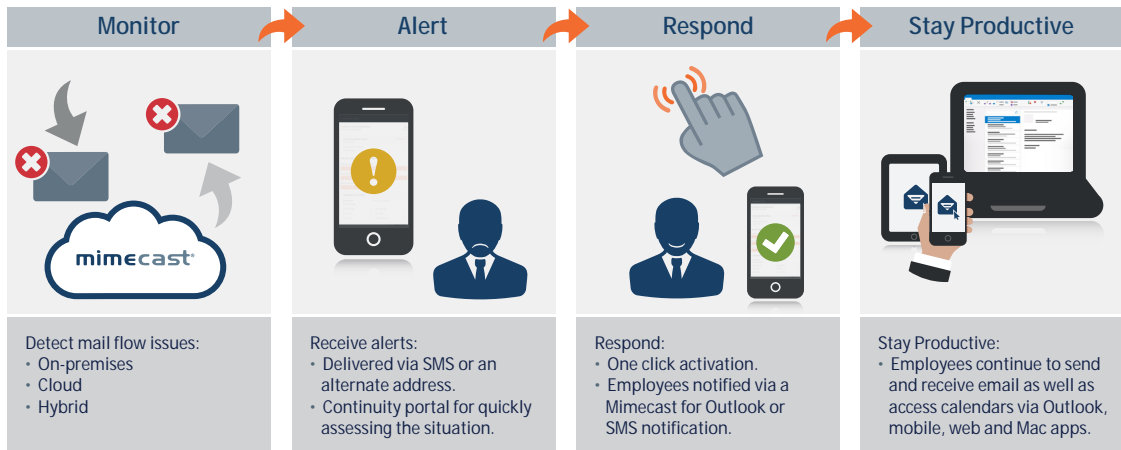 Monitor
Alert
Respond
Stay Productive
mimecast®
Detect mail flow issues:
• On-premises
• Cloud
• Hybrid
Receive alerts:
• Delivered via SMS or an
alternate address.
• Continuity portal for quickly
assessing the situation.
Respond:
• One click activation.
• Employees notified via a
Mimecast for Outlook or
SMS notification.
Stay Productive:
• Employees continue to send
and receive email as well as
access calendars via Outlook,
mobile, web and Mac apps.